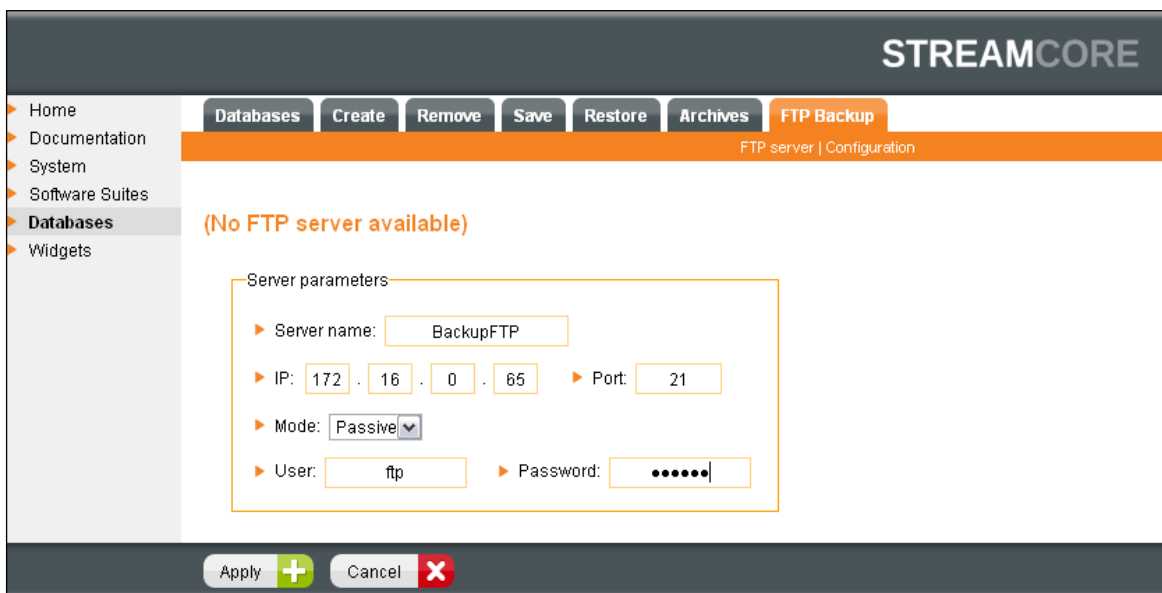 STREAMCORE
Home
Documentation
System
Software Suites
Databases
Widgets
Databases Create Remove Save Restore Archives FTP Backup
FTP server | Configuration
(No FTP server available)
Server parameters
Server name: BackupFTP
IP: 172 . 16 . 0 . 65 Port: 21
Mode: Passive
User: ftp Password: ••••••
Apply Cancel